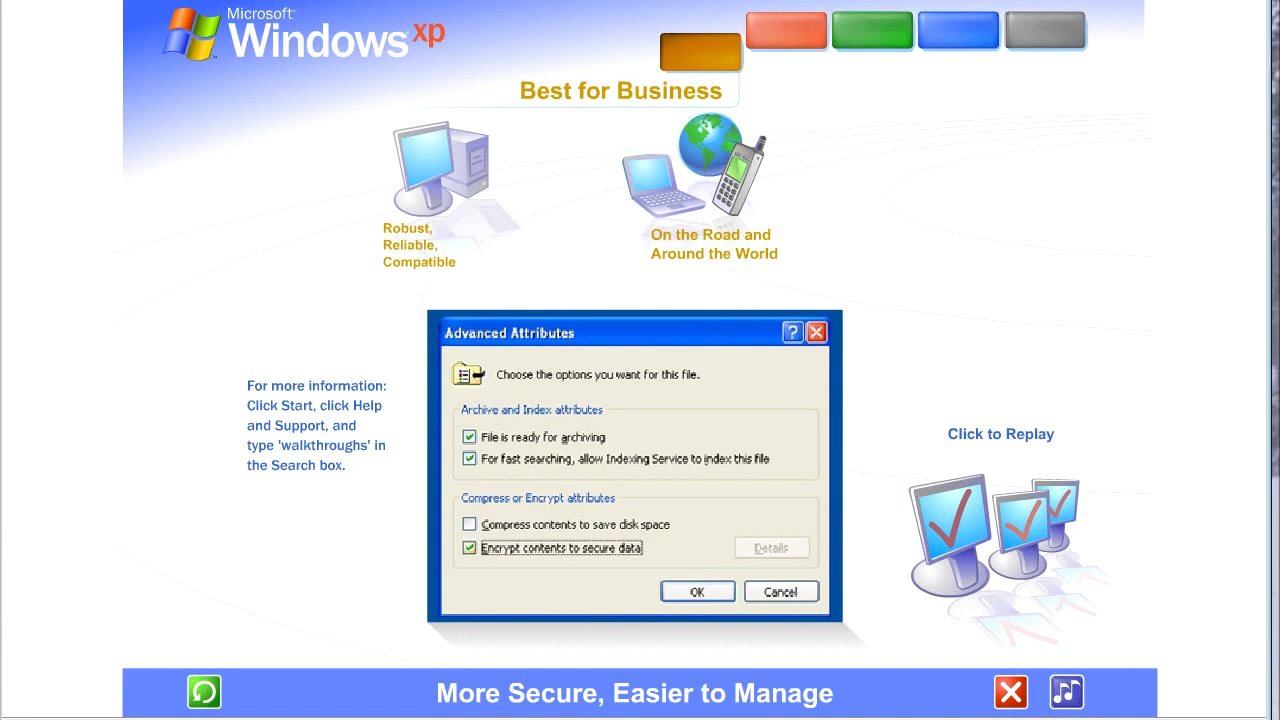 Microsoft
Windows xp
Best for Business
Robust,
Reliable,
Compatible
On the Road and
Around the World
Advanced Attributes
Choose the options you want for this file.
Archive and Index attributes
File is ready for archiving
For fast searching, allow Indexing Service to index this file
Compress or Encrypt attributes
Compress contents to save disk space
Encrypt contents to secure data
Details
OK
Cancel
For more information:
Click Start, click Help
and Support, and
type 'walkthroughs' in
the Search box.
Click to Replay
More Secure, Easier to Manage